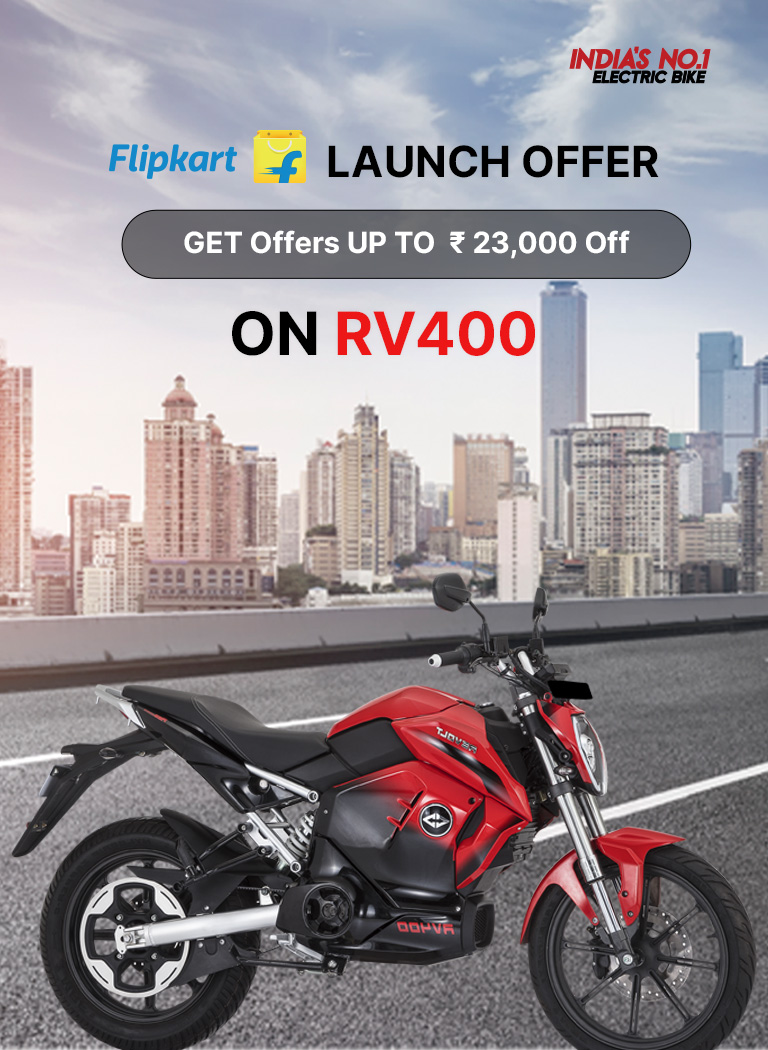 INDIA'S NO.1
ELECTRIC BIKE
Flipkart LAUNCH OFFER
GET Offers UP TO ₹ 23,000 Off
ON RV400